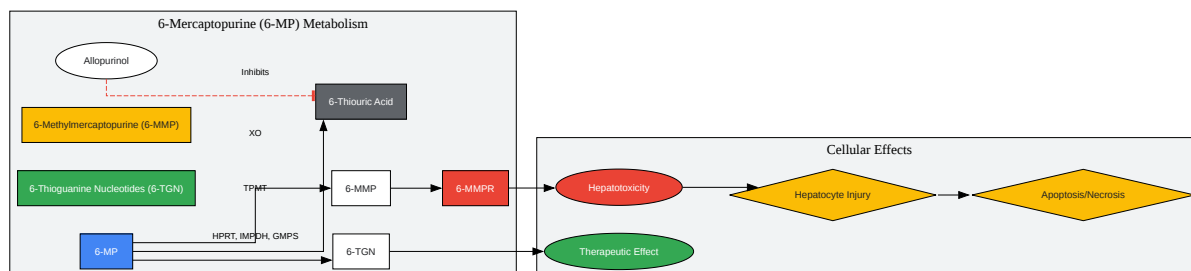 6-Mercaptopurine (6-MP) Metabolism
Allopurinol
Inhibits
6-Thiouric Acid
6-Methylmercaptopurine (6-MMP)
XO
Cellular Effects
6-Thioguanine Nucleotides (6-TGN)
TPMT
6-MMP
6-MMPR
Hepatotoxicity
Hepatocyte Injury
Apoptosis/Necrosis
HPRT, IMPDH, GMPS
6-MP
6-TGN
Therapeutic Effect